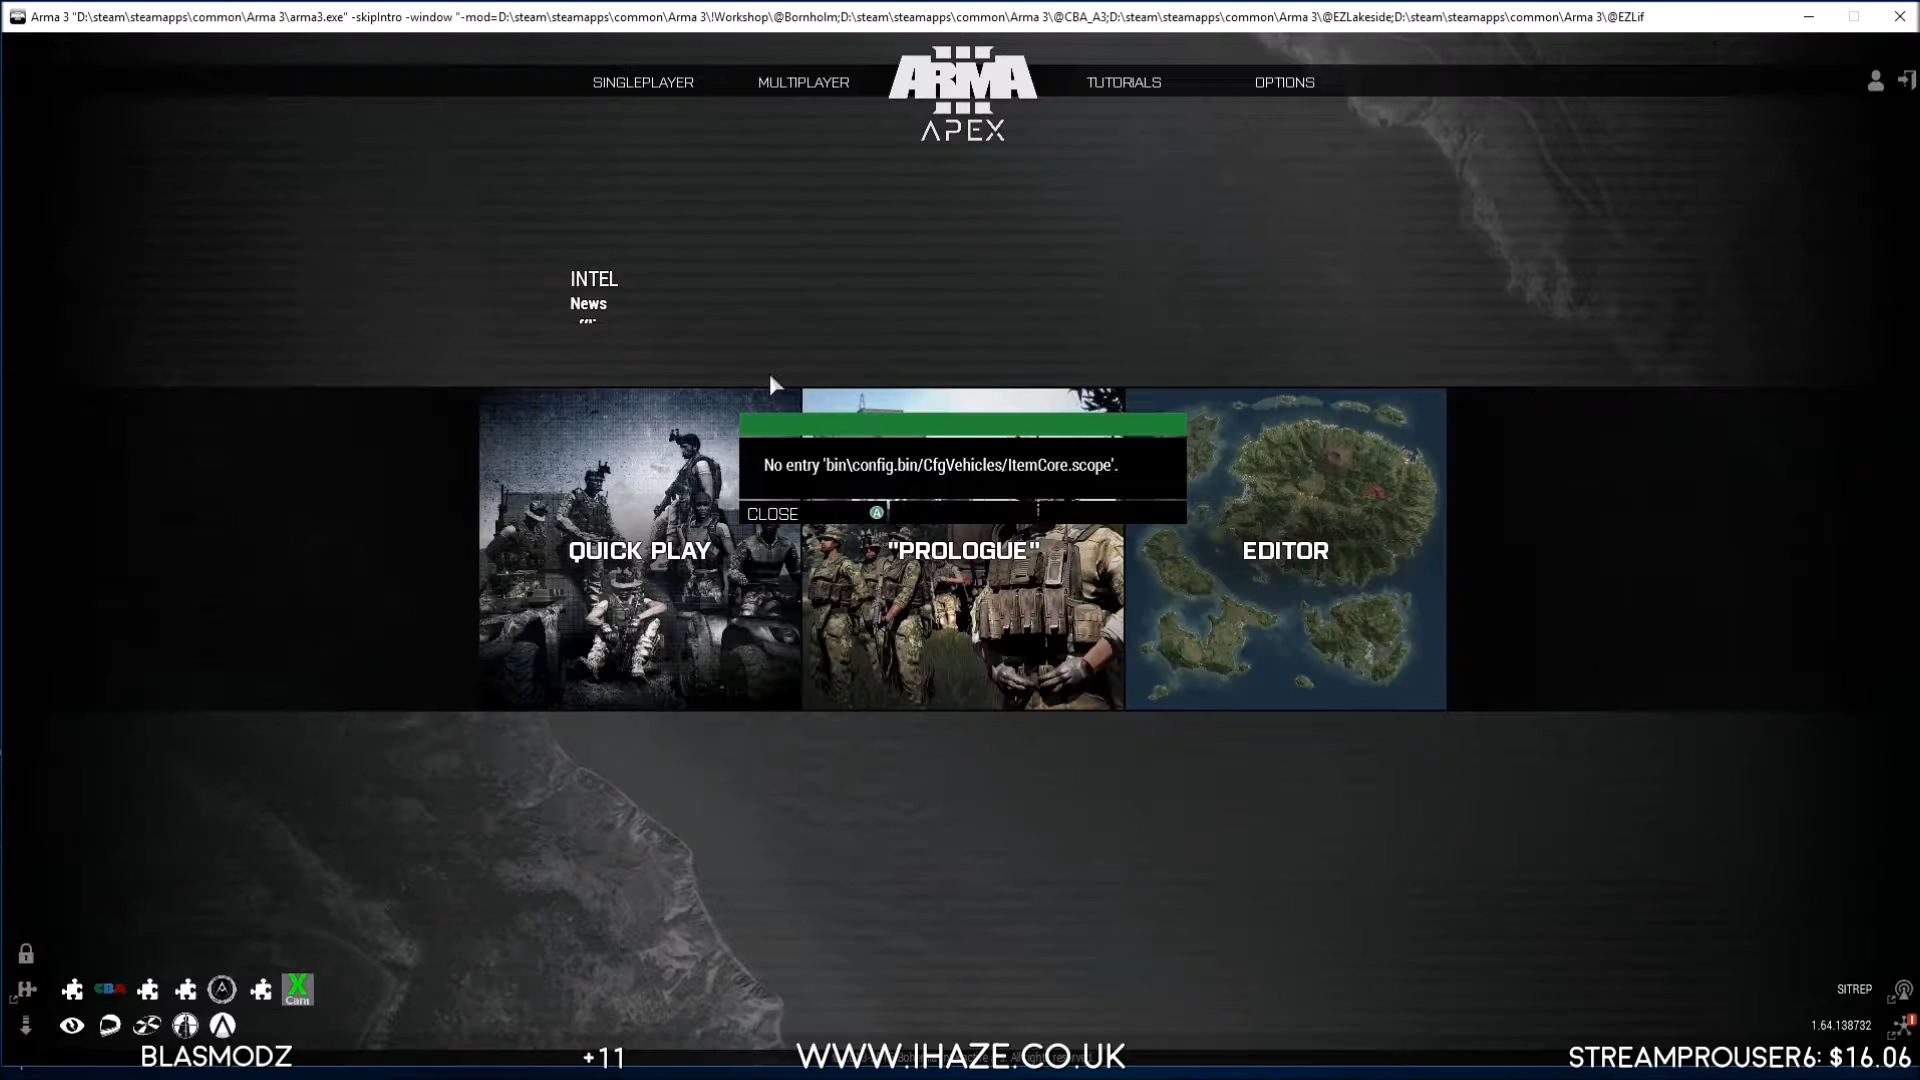 Arma 3 "D:\steam\steamapps\common\Arma 3\arma3.exe" -skipIntro -window "-mod=D:\steam\steamapps\common\Arma 3\!Workshop\@Bornholm;D:\steam\steamapps\common\Arma 3\@CBA_A3;D:\steam\steamapps\common\Arma 3\@EZLakeside;D:\steam\steamapps\common\Arma 3\@EZLif
SINGLEPLAYER MULTIPLAYER ARMA III TUTORIALS OPTIONS
APEX
INTEL
News
No entry 'bin\config.bin/CfgVehicles/ItemCore.scope'.
CLOSE A
QUICK PLAY "PROLOGUE" EDITOR
CBA X
Cam
SITREP
1.64.138732
BLASMODZ +11 WWW.IHAZE.CO.UK STREAMPROUSER6: $16.06